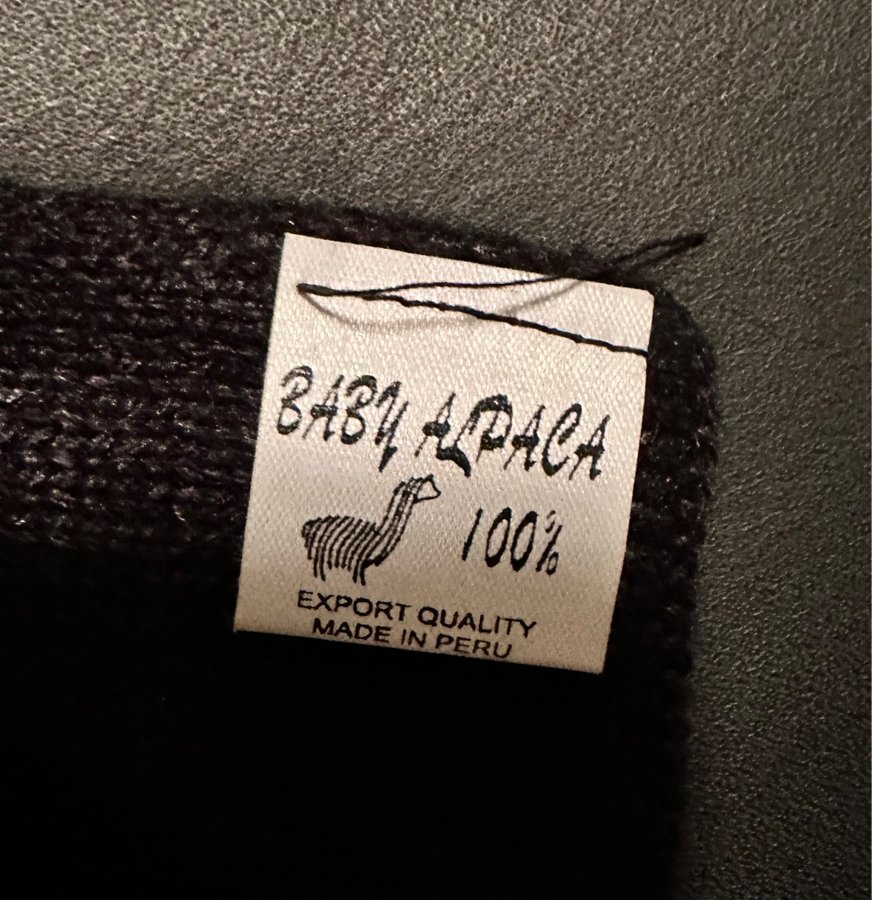 BABY ALPACA
100%
EXPORT QUALITY
MADE IN PERU